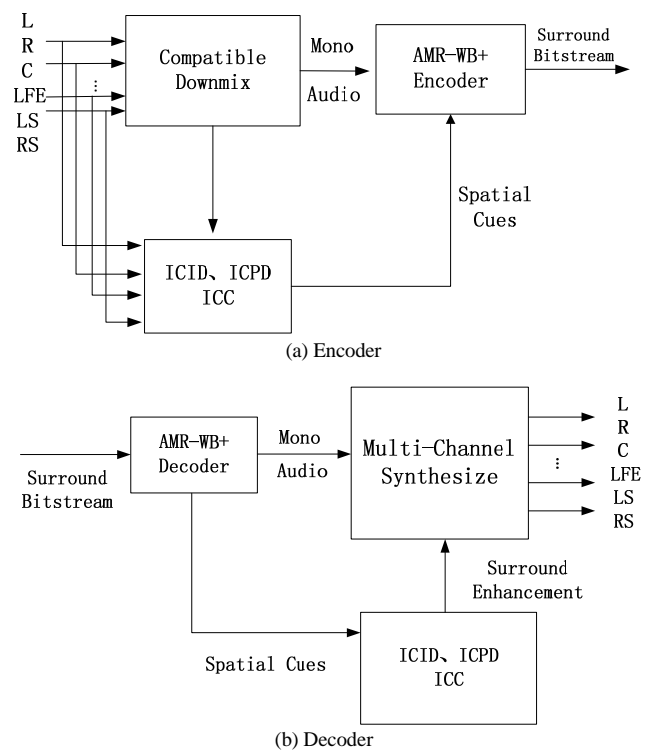 L
R
C
LFE
LS
RS
...
Compatible
Downmix
Mono
Audio
AMR-WB+
Encoder
Surround
Bitstream
Spatial
Cues
ICID、ICPD
ICC
(a) Encoder
Surround
Bitstream
AMR-WB+
Decoder
Mono
Audio
Multi-Channel
Synthesize
L
R
C
...
LFE
LS
RS
Surround
Enhancement
Spatial Cues
ICID、ICPD
ICC
(b) Decoder